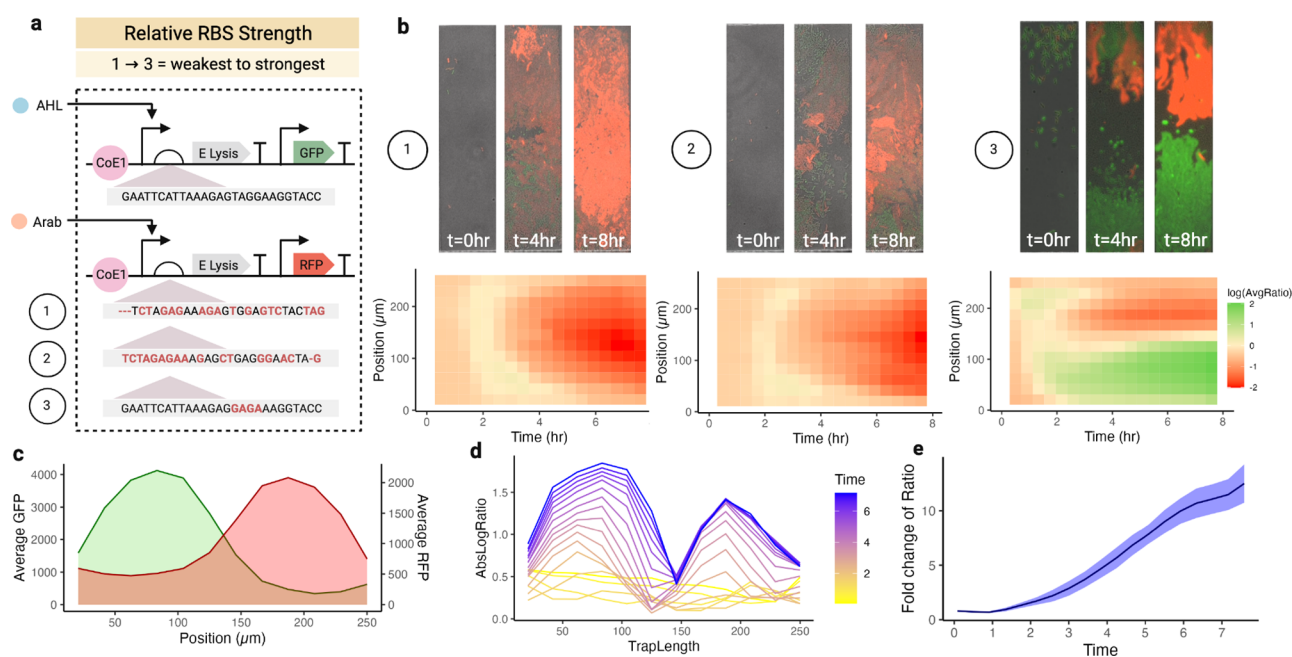 a
Relative RBS Strength
1 → 3 = weakest to strongest
AHL
CoE1
E Lysis
GFP
GAATTCATTAAAGAGTAGGAAGGTACC
Arab
CoE1
E Lysis
RFP
1
---TCTAGAGAAAGAGTGGAGTCTACTAG
2
TCTAGAGAAAGAGCTGAGGGAACTA-G
3
GAATTCATTAAAGAGGAGAAAGGTACC
b
1
t=0hr
t=4hr
t=8hr
2
t=0hr
t=4hr
t=8hr
3
t=0hr
t=4hr
t=8hr
Position (µm)
200
100
0
0 2 4 6
Time (hr)
Position (µm)
200
100
0
0 2 4 6 8
Time (hr)
Position (µm)
200
100
0
0 2 4 6 8
Time (hr)
log(AvgRatio)
2
1
0
-1
-2
c
Average GFP
4000
3000
2000
1000
0
50 100 150 200 250
Position (µm)
2000
1500
1000
500
0
Average RFP
d
AbsLogRatio
1.5
1.0
0.5
0.0
50 100 150 200 250
TrapLength
Time
6
4
2
e
Fold change of Ratio
10
5
0
0 1 2 3 4 5 6 7
Time